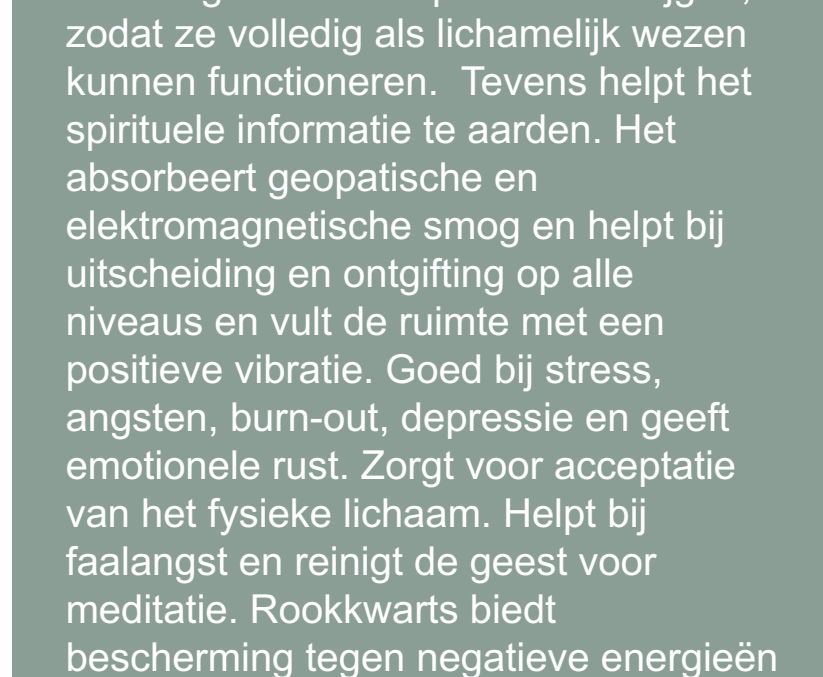 zodat ze volledig als lichamelijk wezen
kunnen functioneren.  Tevens helpt het
spirituele informatie te aarden. Het
absorbeert geopatische en
elektromagnetische smog en helpt bij
uitscheiding en ontgifting op alle
niveaus en vult de ruimte met een
positieve vibratie. Goed bij stress,
angsten, burn-out, depressie en geeft
emotionele rust. Zorgt voor acceptatie
van het fysieke lichaam. Helpt bij
faalangst en reinigt de geest voor
meditatie. Rookkwarts biedt
bescherming tegen negatieve energieën